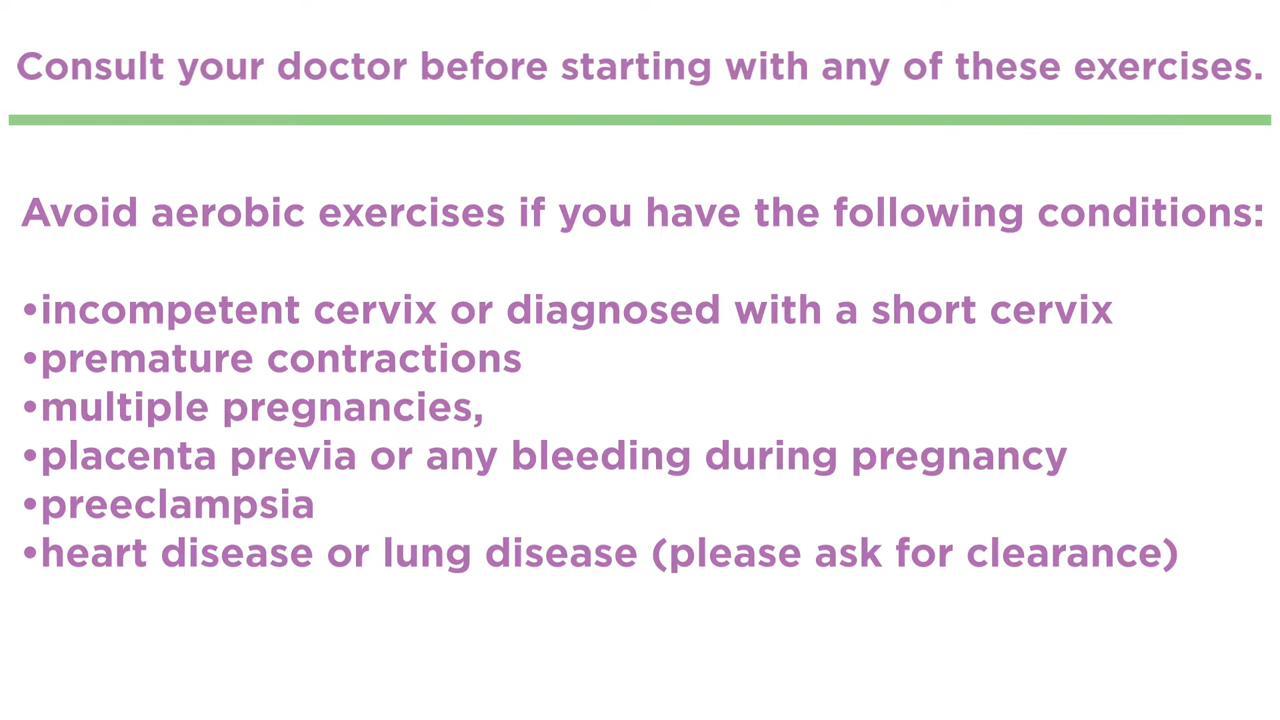 Consult your doctor before starting with any of these exercises.
Avoid aerobic exercises if you have the following conditions:
•incompetent cervix or diagnosed with a short cervix
•premature contractions
•multiple pregnancies,
•placenta previa or any bleeding during pregnancy
•preeclampsia
•heart disease or lung disease (please ask for clearance)